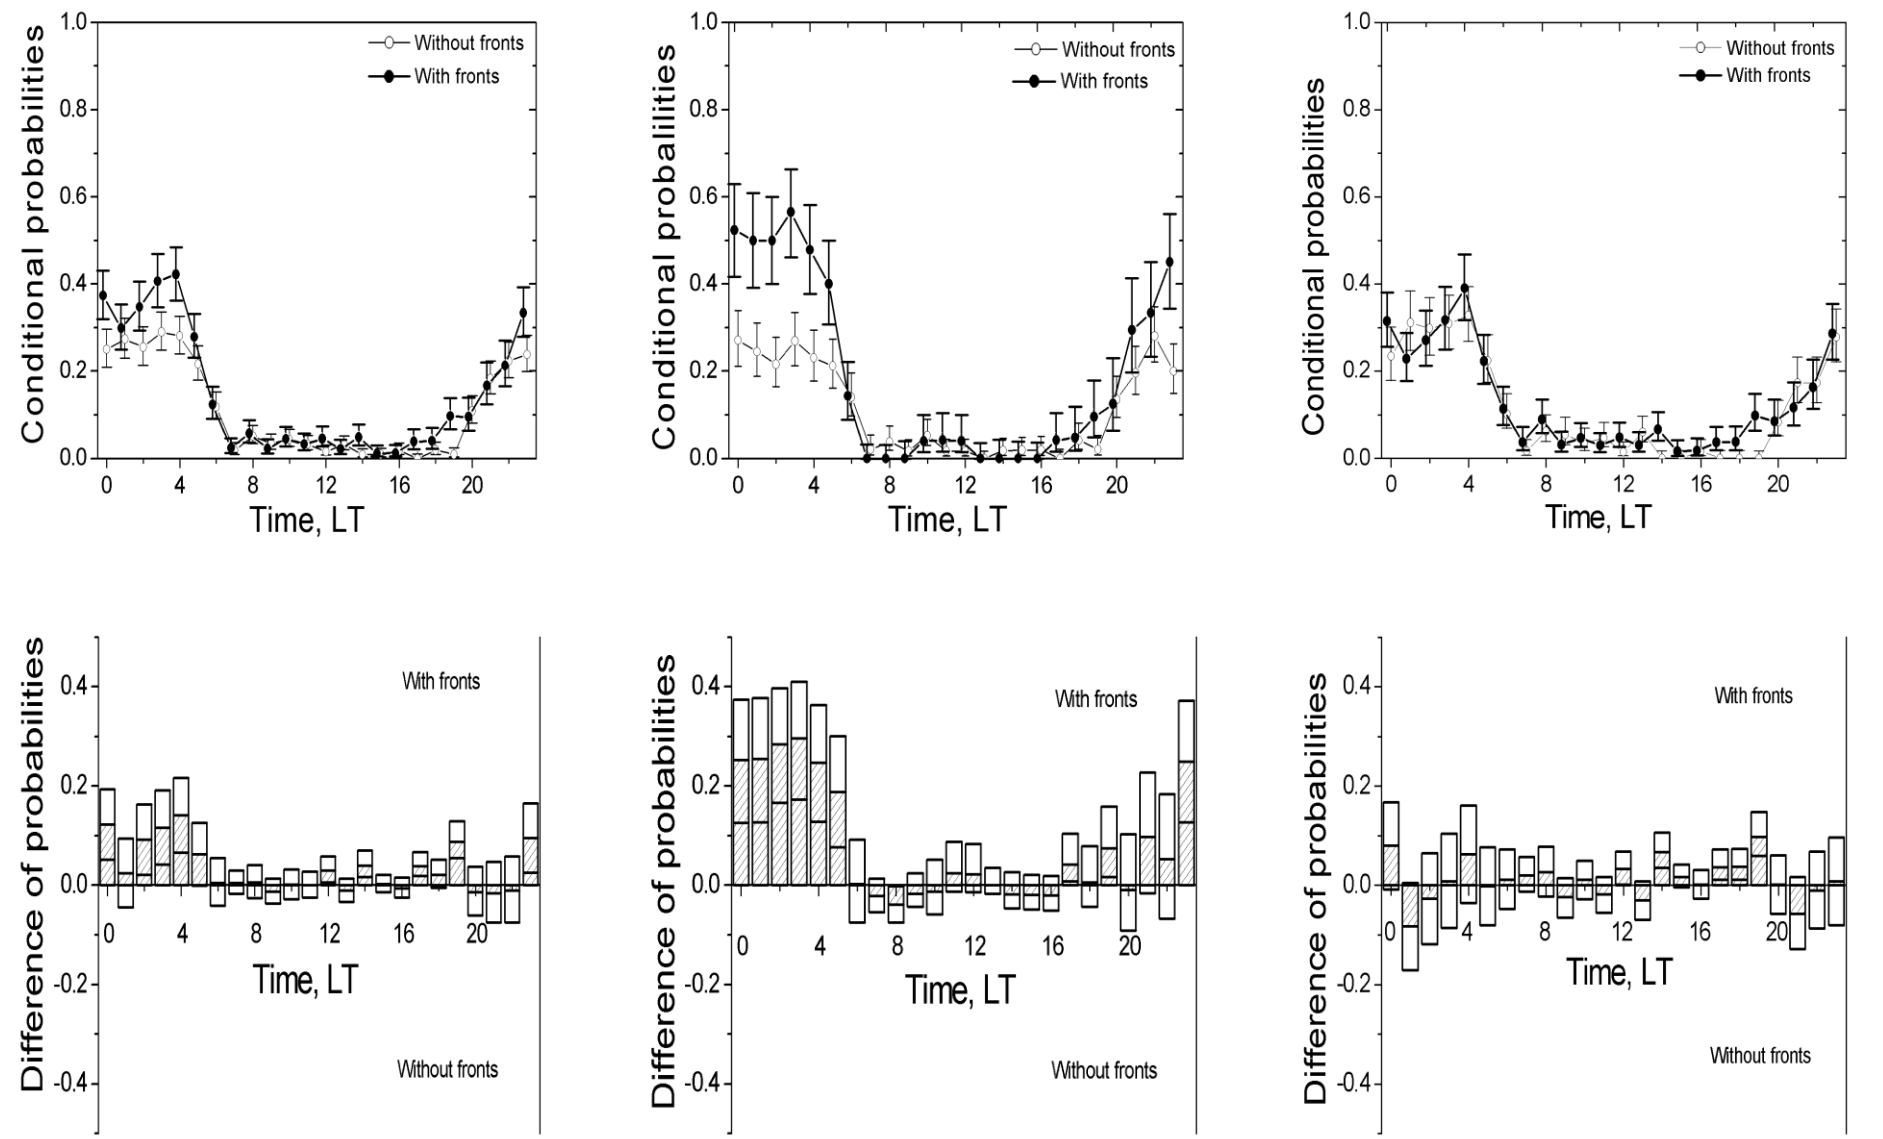 Conditional probabilities
1.0
0.8
0.6
0.4
0.2
0.0
Without fronts
With fronts
0 4 8 12 16 20
Time, LT
Conditional probalilities
1.0
0.8
0.6
0.4
0.2
0.0
Without fronts
With fronts
0 4 8 12 16 20
Time, LT
Conditional probabilities
1.0
0.8
0.6
0.4
0.2
0.0
Without fronts
With fronts
0 4 8 12 16 20
Time, LT
Difference of probabilities
0.4
0.2
0.0
-0.2
-0.4
With fronts
0 4 8 12 16 20
Time, LT
Without fronts
Difference of probabilities
0.4
0.2
0.0
-0.2
-0.4
With fronts
0 4 8 12 16 20
Time, LT
Without fronts
Difference of probabilities
0.4
0.2
0.0
-0.2
-0.4
With fronts
0 4 8 12 16 20
Time, LT
Without fronts